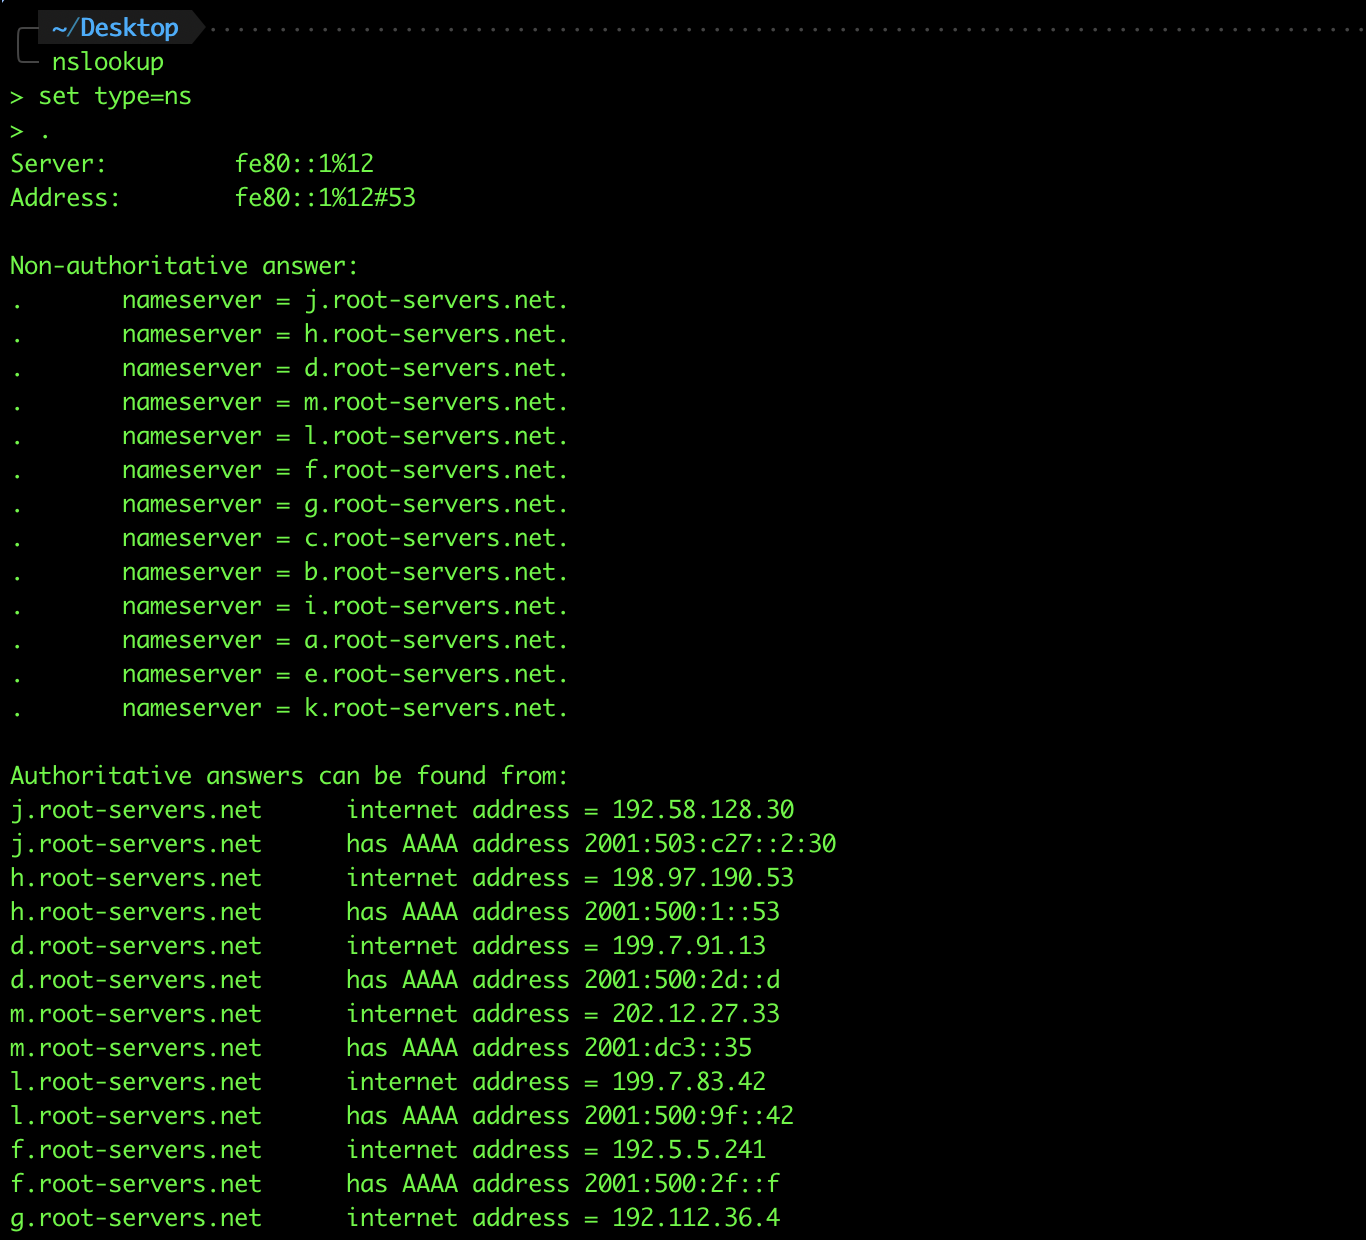 ~/Desktop
nslookup
> set type=ns
> .
Server:		fe80::1%12
Address:	fe80::1%12#53

Non-authoritative answer:
.	nameserver = j.root-servers.net.
.	nameserver = h.root-servers.net.
.	nameserver = d.root-servers.net.
.	nameserver = m.root-servers.net.
.	nameserver = l.root-servers.net.
.	nameserver = f.root-servers.net.
.	nameserver = g.root-servers.net.
.	nameserver = c.root-servers.net.
.	nameserver = b.root-servers.net.
.	nameserver = i.root-servers.net.
.	nameserver = a.root-servers.net.
.	nameserver = e.root-servers.net.
.	nameserver = k.root-servers.net.

Authoritative answers can be found from:
j.root-servers.net	internet address = 192.58.128.30
j.root-servers.net	has AAAA address 2001:503:c27::2:30
h.root-servers.net	internet address = 198.97.190.53
h.root-servers.net	has AAAA address 2001:500:1::53
d.root-servers.net	internet address = 199.7.91.13
d.root-servers.net	has AAAA address 2001:500:2d::d
m.root-servers.net	internet address = 202.12.27.33
m.root-servers.net	has AAAA address 2001:dc3::35
l.root-servers.net	internet address = 199.7.83.42
l.root-servers.net	has AAAA address 2001:500:9f::42
f.root-servers.net	internet address = 192.5.5.241
f.root-servers.net	has AAAA address 2001:500:2f::f
g.root-servers.net	internet address = 192.112.36.4